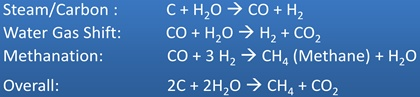 Steam/Carbon : C + H₂O → CO + H₂
Water Gas Shift: CO + H₂O → H₂ + CO₂
Methanation: CO + 3 H₂ → CH₄ (Methane) + H₂O
Overall: 2C + 2H₂O → CH₄ + CO₂